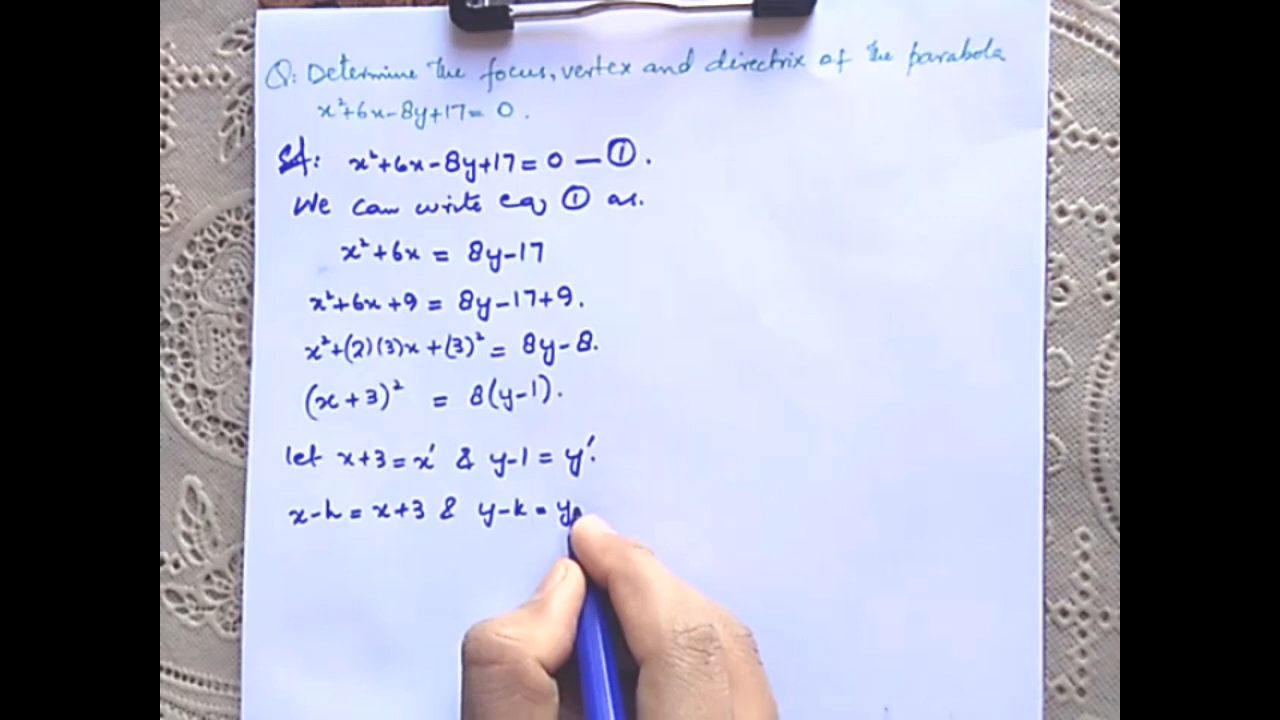 Q: Determine the focus, vertex and directrix of the parabola
x²+6x-8y+17= 0.
Sol: x²+6x-8y+17=0 — ①.
We can write eq ① as.
x²+6x = 8y-17
x²+6x+9 = 8y-17+9.
x²+(2)(3)x+(3)² = 8y-8.
(x+3)² = 8(y-1).
let x+3=x' & y-1= y'.
x-h= x+3 & y-k= y